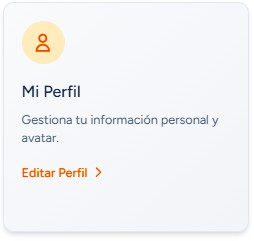 Mi Perfil
Gestiona tu información personal y
avatar.
Editar Perfil